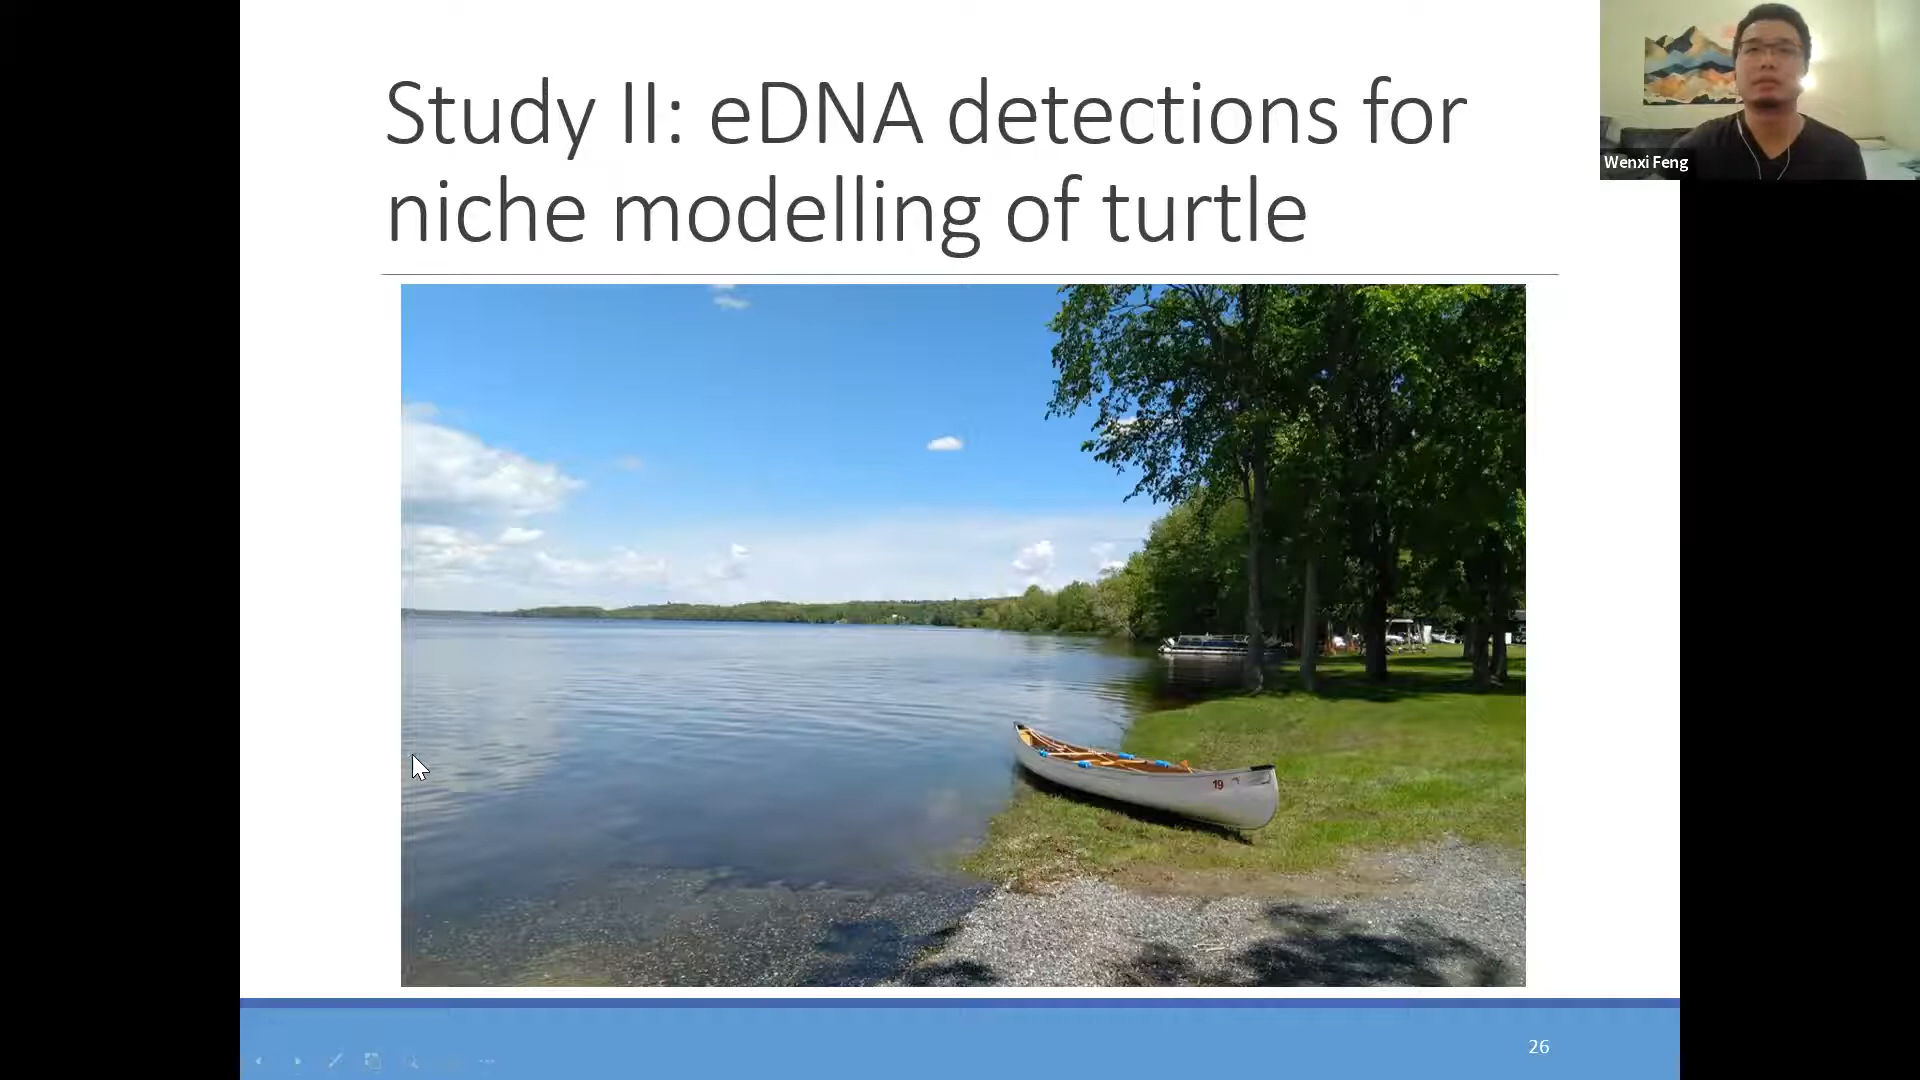 Study II: eDNA detections for
niche modelling of turtle
Wenxi Feng
19
26